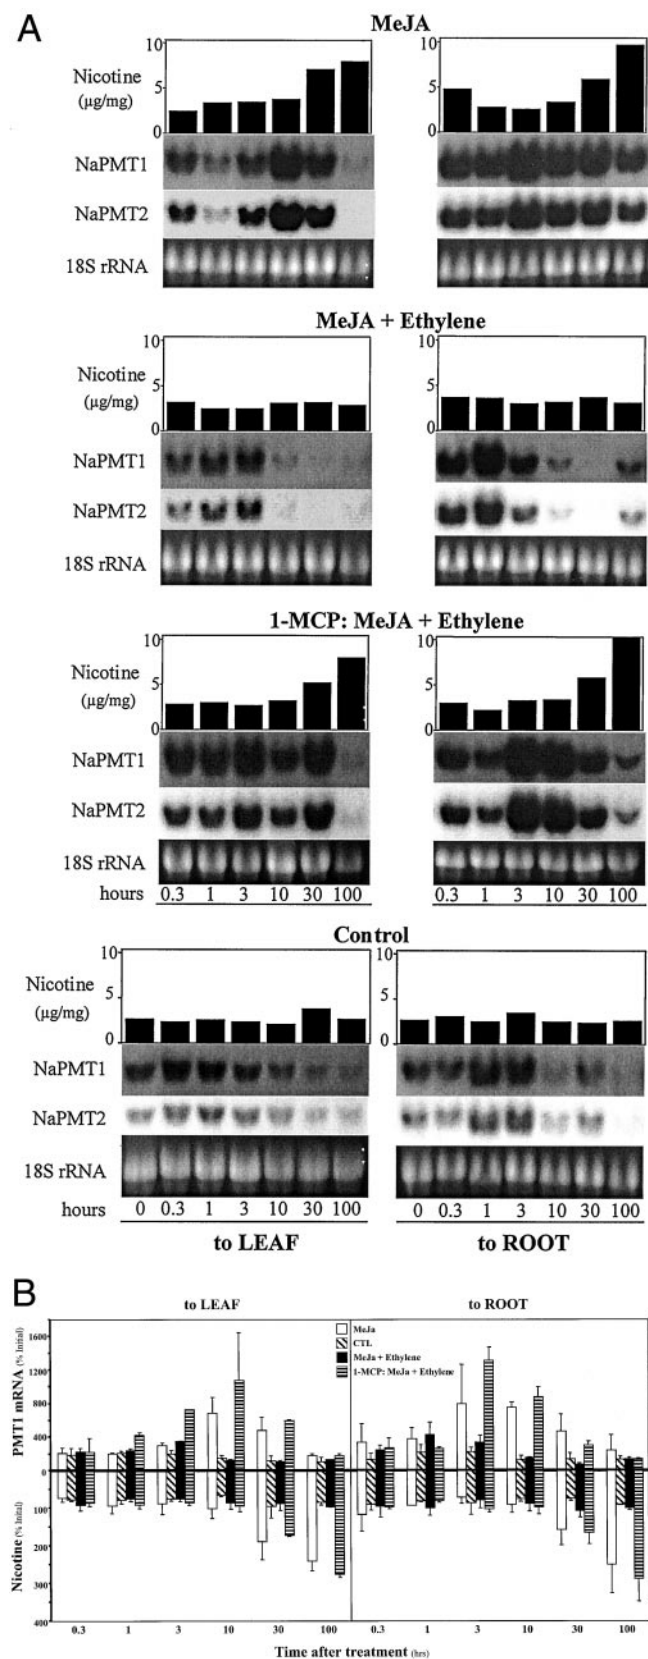 A
MeJA
10
5
0
Nicotine
(µg/mg)
10
5
0
NaPMT1
NaPMT2
18S rRNA
MeJA + Ethylene
10
5
0
Nicotine
(µg/mg)
10
5
0
NaPMT1
NaPMT2
18S rRNA
1-MCP: MeJA + Ethylene
10
5
0
Nicotine
(µg/mg)
10
5
0
NaPMT1
NaPMT2
18S rRNA
hours 0.3 1 3 10 30 100 0.3 1 3 10 30 100
Control
10
5
0
Nicotine
(µg/mg)
10
5
0
NaPMT1
NaPMT2
18S rRNA
hours 0 0.3 1 3 10 30 100 0 0.3 1 3 10 30 100
to LEAF to ROOT
B
to LEAF to ROOT
PMT1 mRNA (% Initial)
1600
1200
800
400
0
MeJa
CTL
MeJa + Ethylene
1-MCP: MeJa + Ethylene
Nicotine (% Initial)
100
200
300
400
0.3 1 3 10 30 100 0.3 1 3 10 30 100
Time after treatment (hrs)